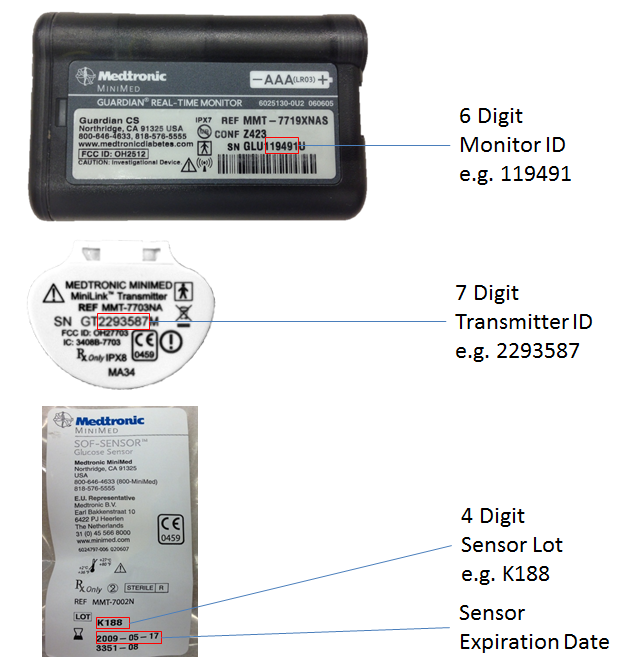 Medtronic
MINIMED
−AAA(LR03)+
GUARDIAN® REAL-TIME MONITOR 6025130-0U2 060605
Guardian CS
Northridge, CA 91325 USA
800-646-4633, 818-576-5555
www.medtronicdiabetes.com
FCC ID: OH2512
CAUTION: Investigational Device.
IPX7 REF MMT-7719XNAS
CONF Z423
SN GLU119491U
6 Digit
Monitor ID
e.g. 119491
MEDTRONIC MINIMED
MiniLink™ Transmitter
REF MMT-7703NA
SN GT2293587M
FCC ID: OH27703
IC: 3408B-7703
Rx Only IPX8
CE
0459
MA34
7 Digit
Transmitter ID
e.g. 2293587
Medtronic
MINIMED
SOF-SENSOR™
Glucose Sensor
Medtronic MiniMed
Northridge, CA 91325
USA
800-646-4633 (800-MiniMed)
818-576-5555
E.U. Representative
Medtronic B.V.
Earl Bakkenstraat 10
6422 PJ Heerlen
The Netherlands
31 (0) 45 566 8000
www.minimed.com
CE
0459
6024797-006 020607
Rx Only 2 STERILE R
REF MMT-7002N
LOT K188
2009-05-17
3351-08
4 Digit
Sensor Lot
e.g. K188
Sensor
Expiration Date